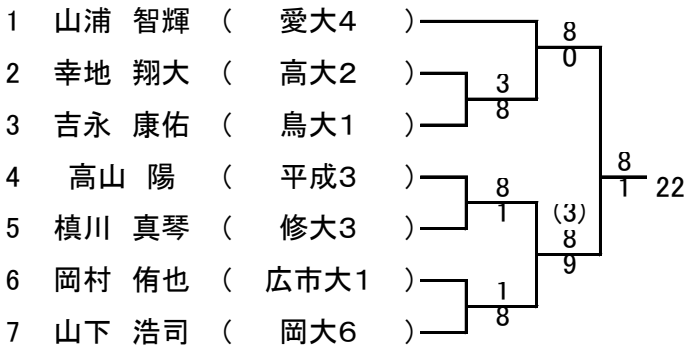 1 山浦 智輝 ( 愛大4 )
8
0
2 幸地 翔大 ( 高大2 )
3
8
3 吉永 康佑 ( 鳥大1 )
8
1
22
4 高山 陽 ( 平成3 )
8
1
(3)
8
9
5 槙川 真琴 ( 修大3 )
6 岡村 侑也 ( 広市大1 )
1
8
7 山下 浩司 ( 岡大6 )